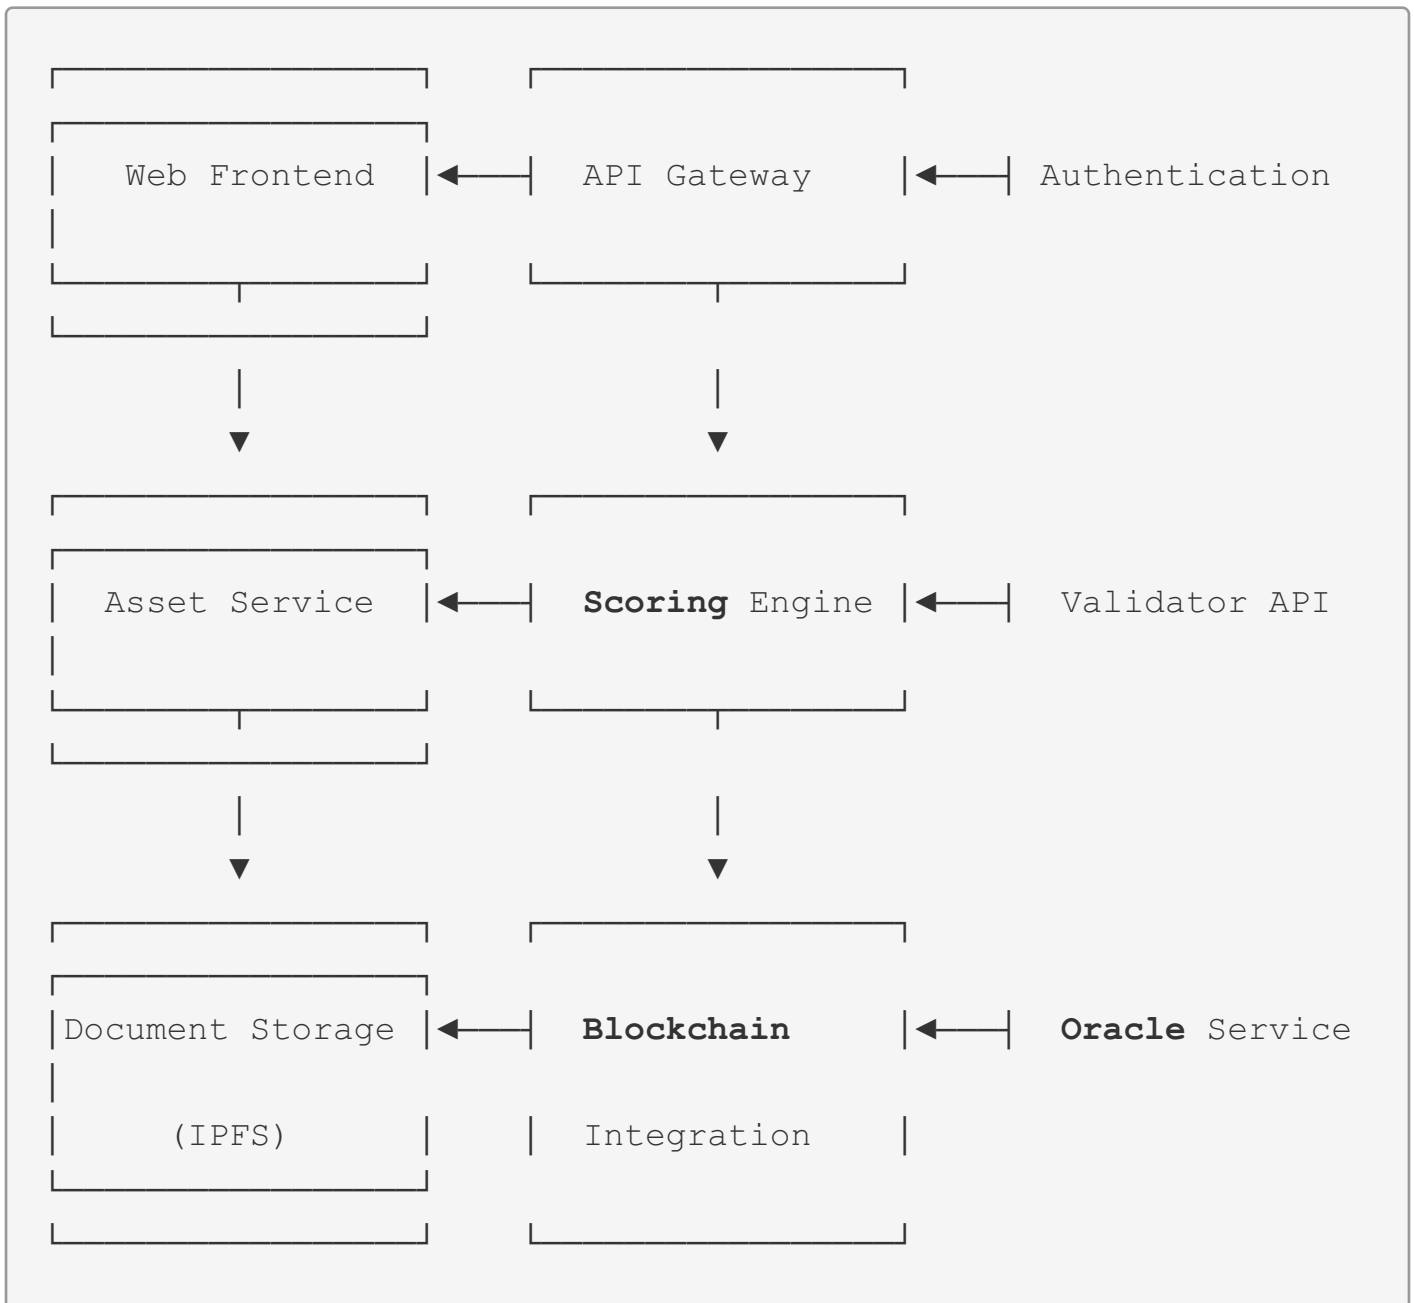 Web Frontend API Gateway Authentication
Asset Service Scoring Engine Validator API
Document Storage Blockchain Oracle Service
(IPFS) Integration